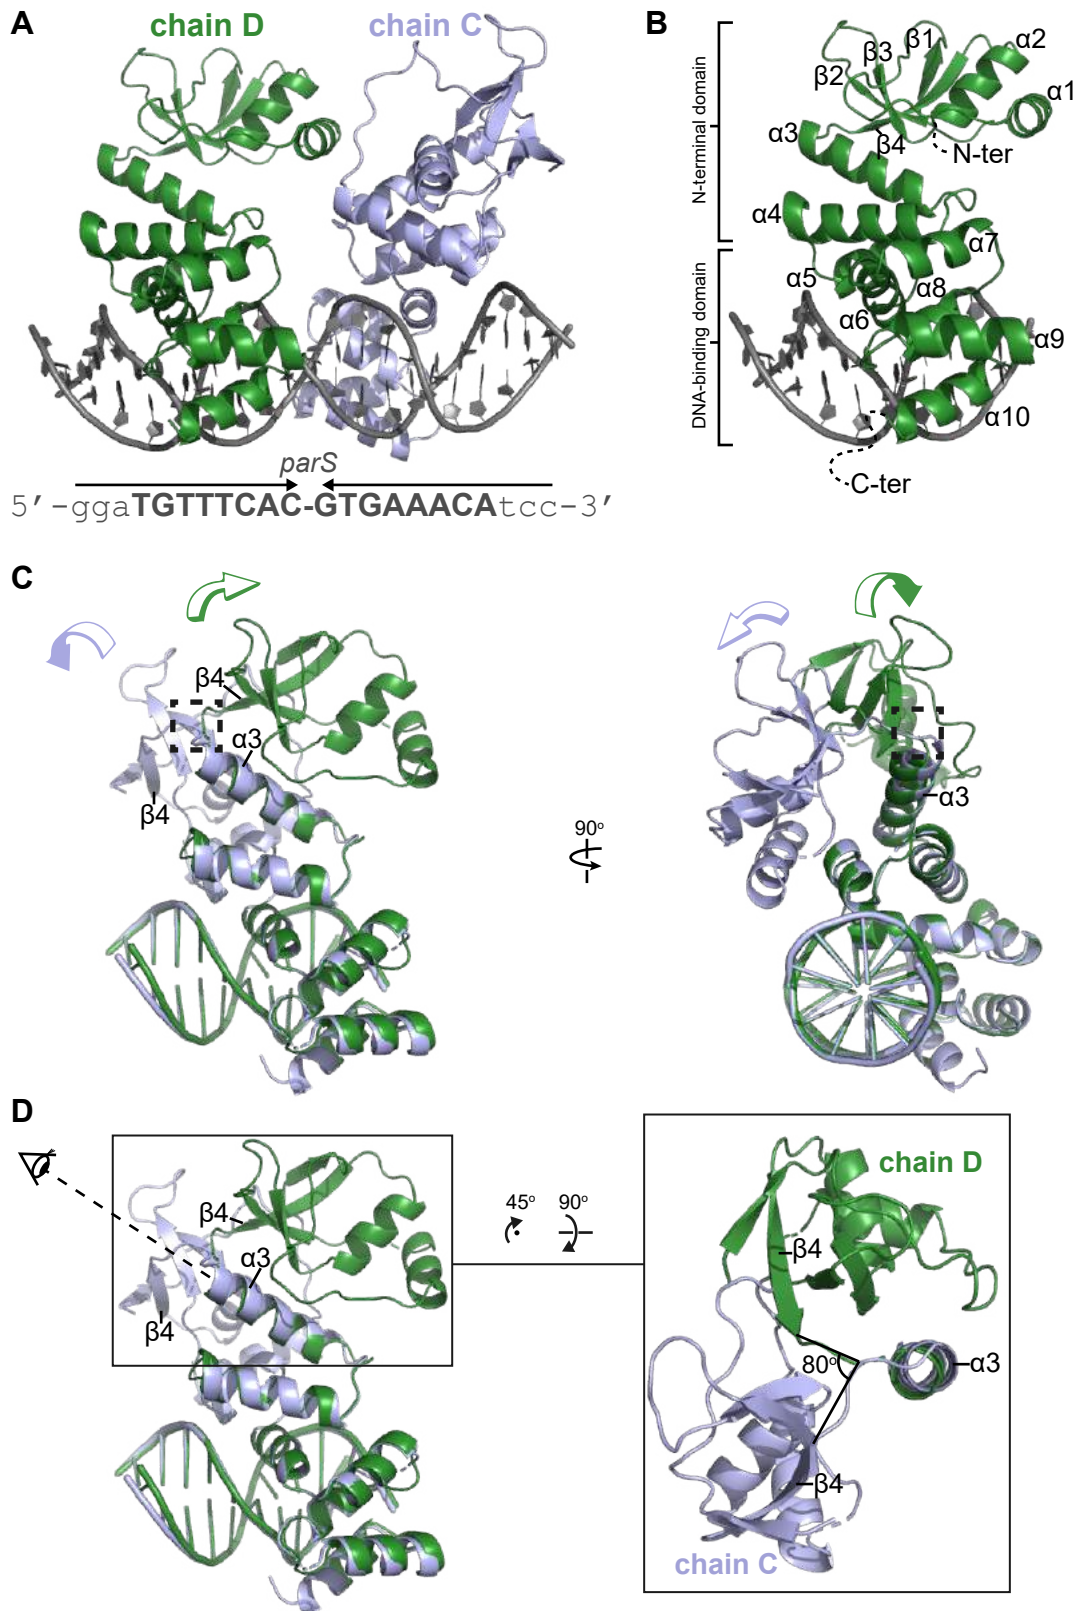 A
chain D
chain C
parS
5′-ggaTGTTTCAC-GTGAAACAtcc-3′
B
N-terminal domain
DNA-binding domain
β1
α2
β3
β2
α1
α3
β4
N-ter
α4
α7
α5
α8
α6
α9
α10
C-ter
C
β4
α3
β4
90°
α3
D
β4
α3
β4
45°
90°
chain D
β4
80°
α3
β4
chain C